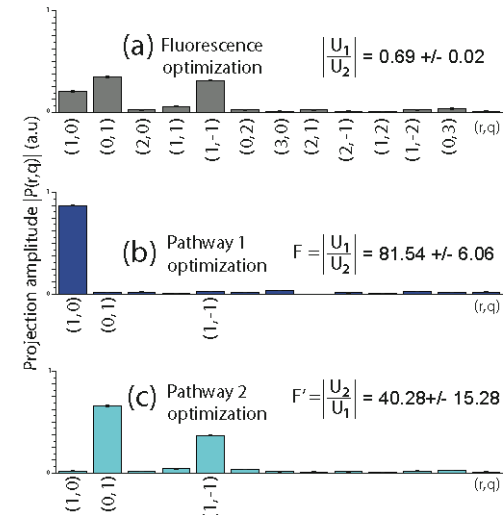 Projection amplitude |P(r,q)| (a.u)
1
(a) Fluorescence
optimization
|U1/U2| = 0.69 +/- 0.02
(1,0) (0,1) (2,0) (1,1) (1,-1) (0,2) (3,0) (2,1) (2,-1) (1,2) (1,-2) (0,3) (r,q)
1
(b) Pathway 1
optimization
F = |U1/U2| = 81.54 +/- 6.06
(1,0) (0,1) (1,-1) (r,q)
1
(c) Pathway 2
optimization
F' = |U2/U1| = 40.28+/- 15.28
(1,0) (0,1) (1,-1) (r,q)